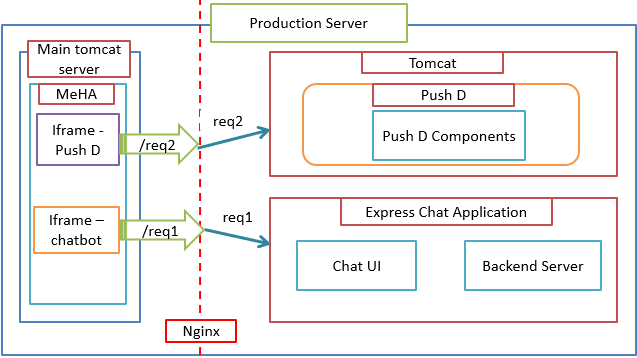 Production Server
Main tomcat
server
MeHA
Iframe -
Push D
/req2
req2
Tomcat
Push D
Push D Components
Iframe –
chatbot
/req1
req1
Express Chat Application
Chat UI
Backend Server
Nginx